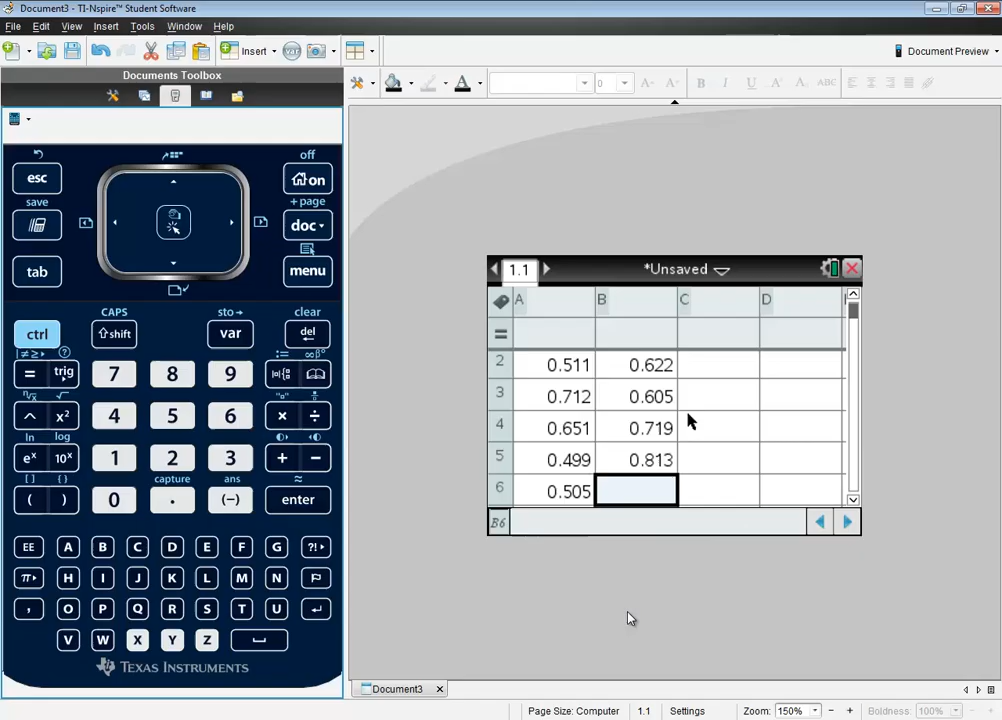 Document3 - TI-Nspire™ Student Software
File Edit View Insert Tools Window Help
Insert Document Preview
Documents Toolbox
0 A B I U ABC
off
esc on
save + page
doc
tab menu
CAPS sto→ clear
ctrl shift var del
= trig 7 8 9
^ x² 4 5 6 × ÷
ln log
eˣ 10ˣ 1 2 3 + −
[ ] { } capture ans ≈
( ) 0 . (−) enter
EE A B C D E F G ?!▸
π▸ H I J K L M N
, O P Q R S T U
V W X Y Z
TEXAS INSTRUMENTS
1.1 *Unsaved
A B C D
=
2 0.511 0.622
3 0.712 0.605
4 0.651 0.719
5 0.499 0.813
6 0.505
B6
Document3
Page Size: Computer 1.1 Settings Zoom: 150% Boldness: 100%